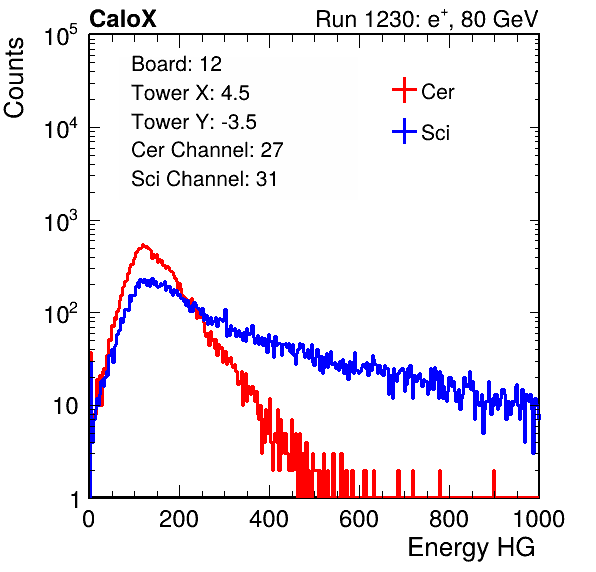 CaloX Run 1230: e⁺, 80 GeV
Board: 12
Tower X: 4.5
Tower Y: -3.5
Cer Channel: 27
Sci Channel: 31
Cer
Sci
Counts
10⁵
10⁴
10³
10²
10
1
0 200 400 600 800 1000
Energy HG